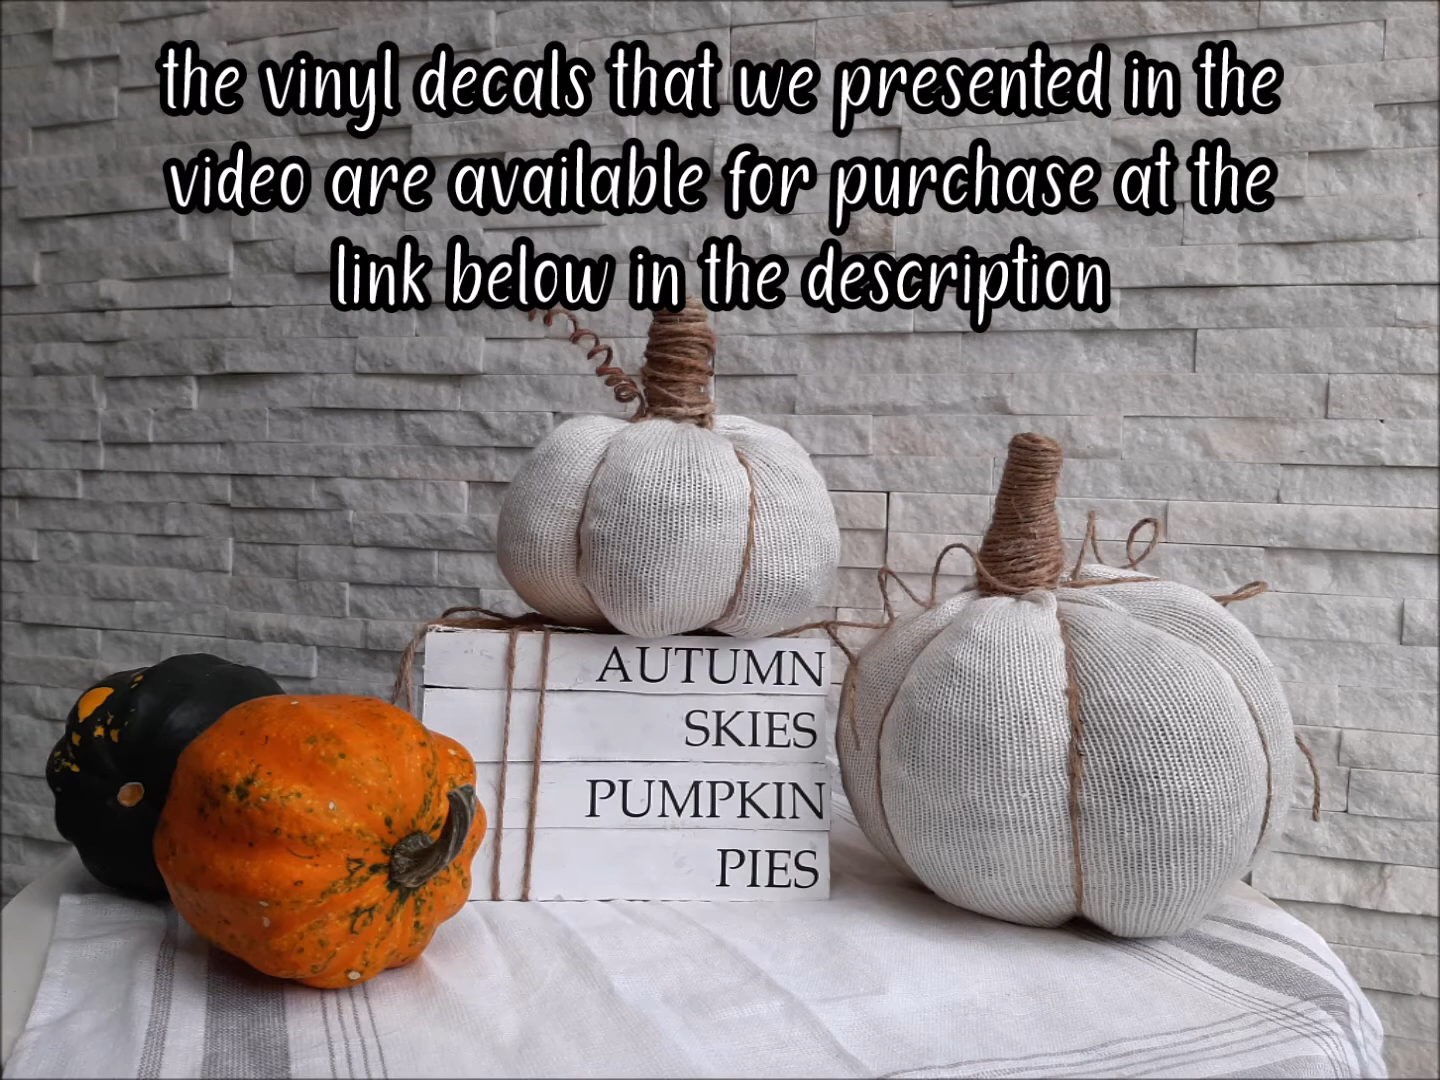 the vinyl decals that we presented in the
video are available for purchase at the
link below in the description
AUTUMN
SKIES
PUMPKIN
PIES